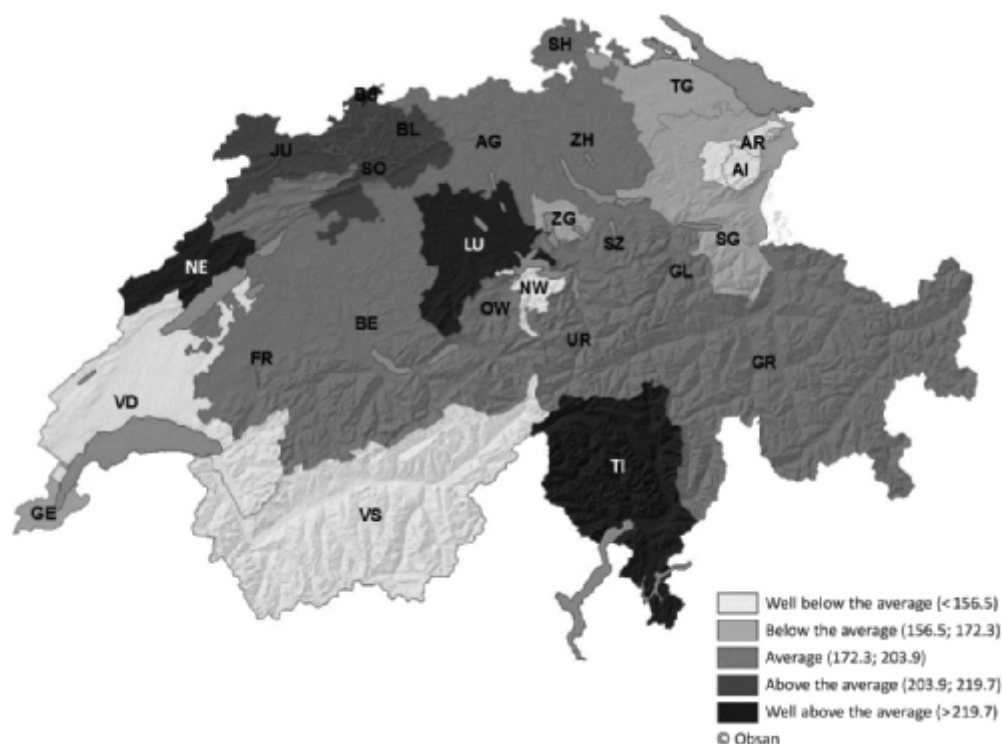 SH
TG
BL
AG
ZH
AR
JU
AI
SO
ZG
LU
SZ
SG
NE
GL
NW
OW
BE
UR
FR
GR
VD
TI
GE
VS
Well below the average (<156.5)
Below the average (156.5; 172.3)
Average (172.3; 203.9)
Above the average (203.9; 219.7)
Well above the average (>219.7)
© Obsan